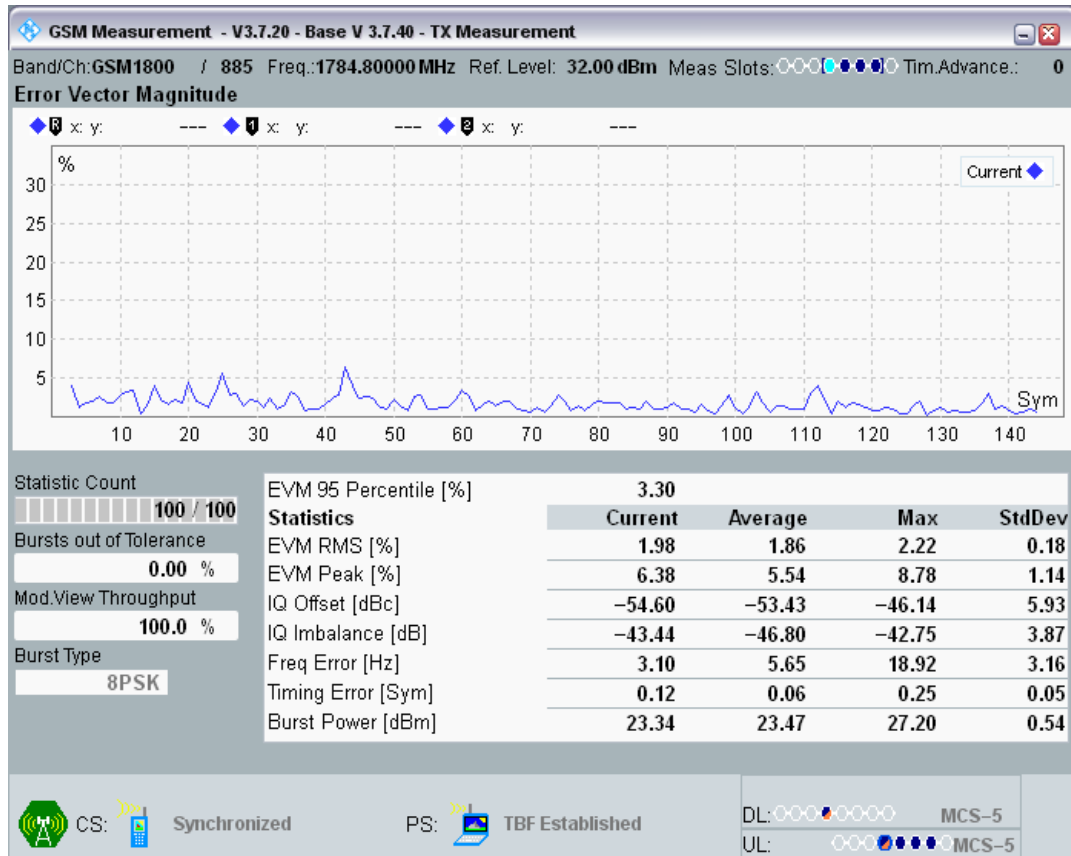 GSM Measurement - V3.7.20 - Base V 3.7.40 - TX Measurement
Band/Ch:GSM1800 / 885 Freq.:1784.80000 MHz Ref. Level: 32.00 dBm Meas Slots: Tim.Advance.: 0
Error Vector Magnitude
R x: y: --- 1 x: y: --- 2 x: y: ---
%
Current
30
25
20
15
10
5
Sym
10 20 30 40 50 60 70 80 90 100 110 120 130 140
Statistic Count
100 / 100
Bursts out of Tolerance
0.00 %
Mod.View Throughput
100.0 %
Burst Type
8PSK
EVM 95 Percentile [%] 3.30
Statistics Current Average Max StdDev
EVM RMS [%] 1.98 1.86 2.22 0.18
EVM Peak [%] 6.38 5.54 8.78 1.14
IQ Offset [dBc] −54.60 −53.43 −46.14 5.93
IQ Imbalance [dB] −43.44 −46.80 −42.75 3.87
Freq Error [Hz] 3.10 5.65 18.92 3.16
Timing Error [Sym] 0.12 0.06 0.25 0.05
Burst Power [dBm] 23.34 23.47 27.20 0.54
CS: Synchronized PS: TBF Established
DL: MCS−5
UL: MCS−5